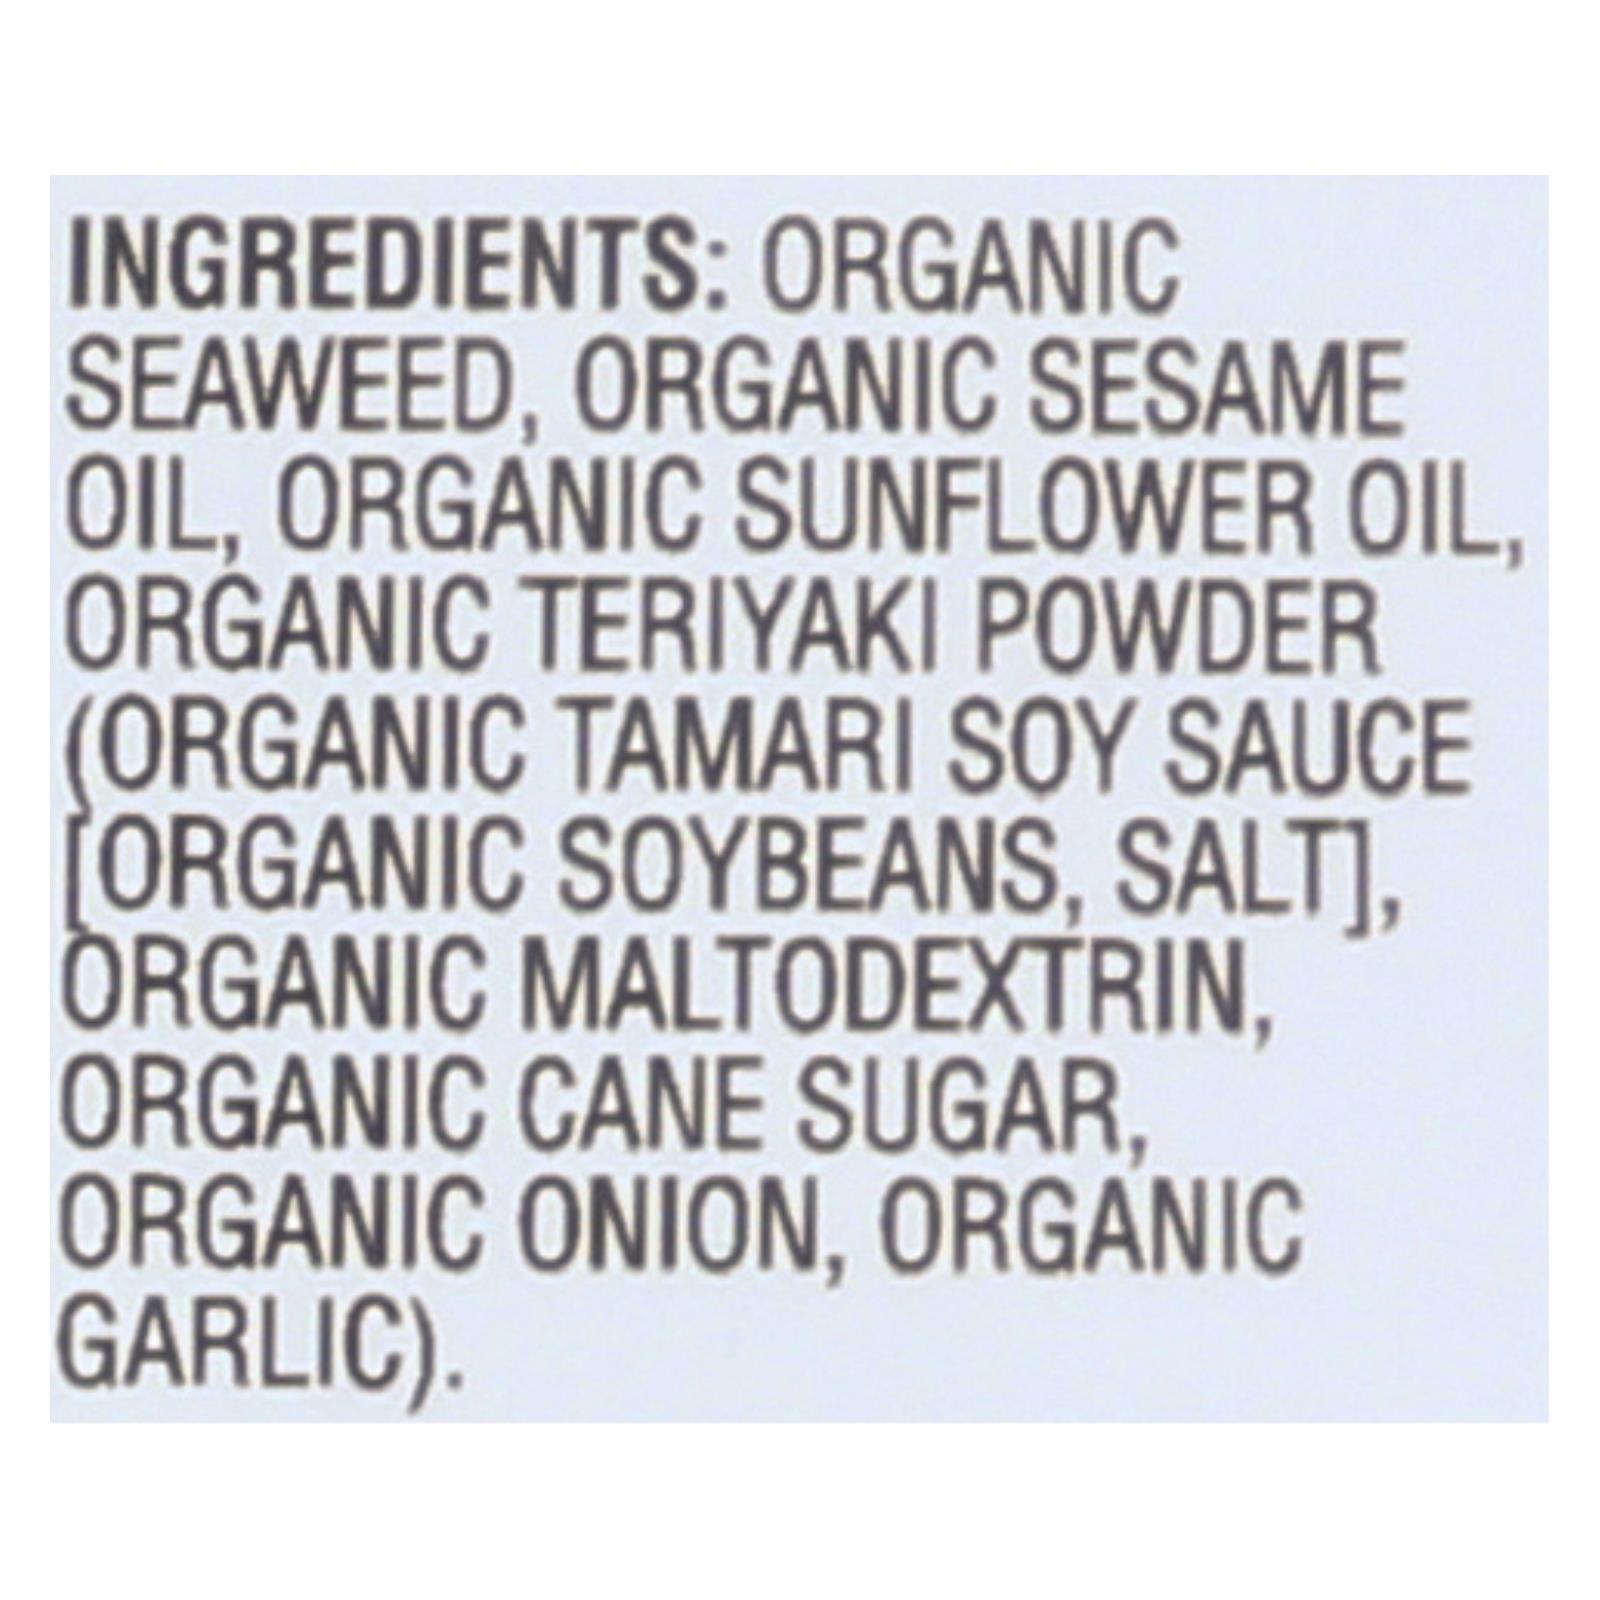 INGREDIENTS: ORGANIC
SEAWEED, ORGANIC SESAME
OIL, ORGANIC SUNFLOWER OIL,
ORGANIC TERIYAKI POWDER
(ORGANIC TAMARI SOY SAUCE
[ORGANIC SOYBEANS, SALT],
ORGANIC MALTODEXTRIN,
ORGANIC CANE SUGAR,
ORGANIC ONION, ORGANIC
GARLIC).